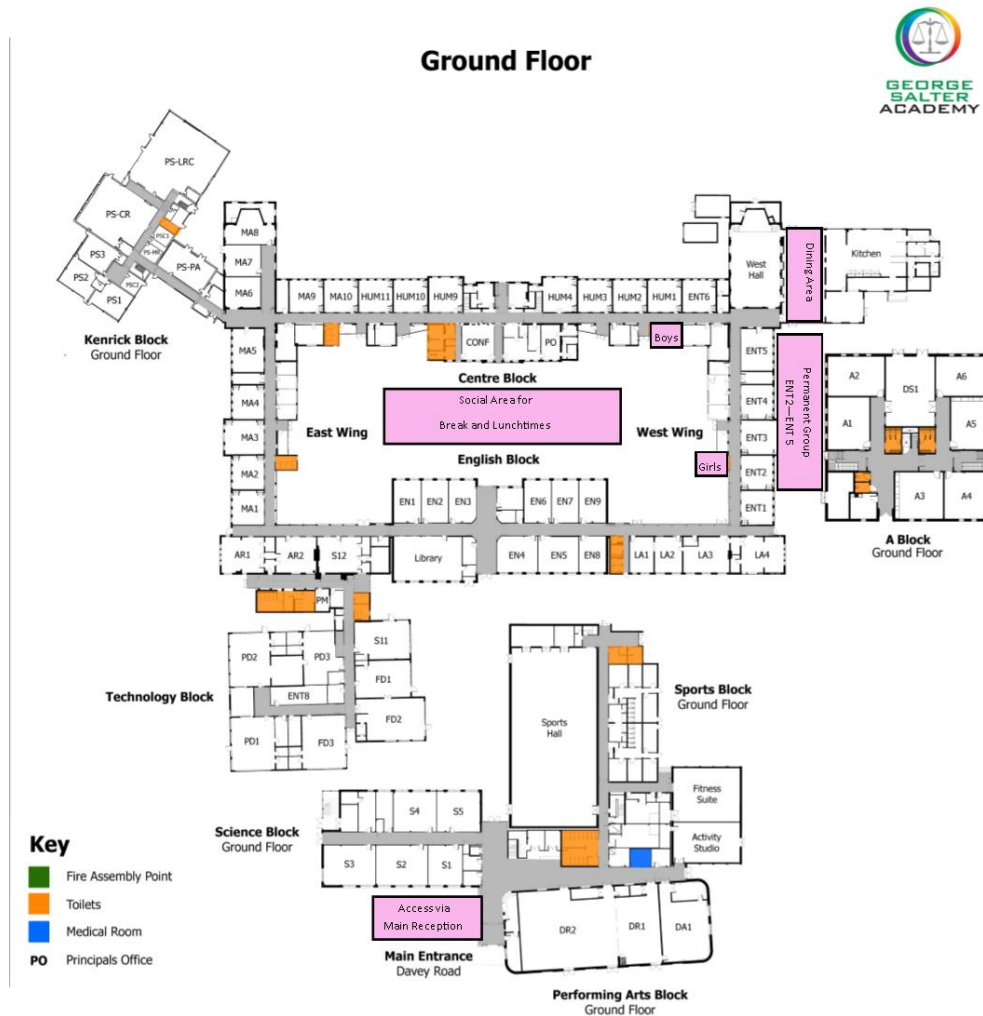 Ground Floor
GEORGE
SALTER
ACADEMY
PS-LRC
PS-CR
PSC1
PS-MR
PS-PA
PS3
PS2
PS1
PSC2
Kenrick Block
Ground Floor
MA8
MA7
MA6
MA9
MA10
HUM11
HUM10
HUM9
HUM4
HUM3
HUM2
HUM1
ENT6
West
Hall
Dining Area
Kitchen
MA5
MA4
MA3
MA2
MA1
CONF
PO
Boys
Centre Block
Social Area for
Break and Lunchtimes
East Wing
West Wing
English Block
Girls
ENT5
ENT4
ENT3
ENT2
ENT1
Permanent Group
ENT2—ENT 5
A2
DS1
A6
A1
A5
A3
A4
A Block
Ground Floor
EN1
EN2
EN3
EN6
EN7
EN9
AR1
AR2
S12
Library
EN4
EN5
EN8
LA1
LA2
LA3
LA4
PM
S11
PD2
PD3
FD1
ENT8
FD2
PD1
FD3
Technology Block
Sports
Hall
Sports Block
Ground Floor
Fitness
Suite
Activity
Studio
Science Block
Ground Floor
S4
S5
S3
S2
S1
Access via
Main Reception
Main Entrance
Davey Road
DR2
DR1
DA1
Performing Arts Block
Ground Floor
Key
Fire Assembly Point
Toilets
Medical Room
PO Principals Office